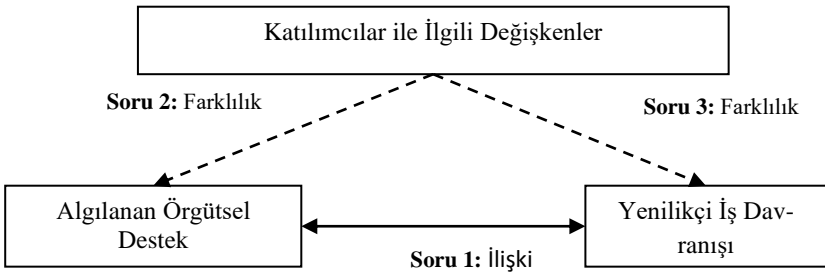 Katılımcılar ile İlgili Değişkenler
Soru 2: Farklılık
Soru 3: Farklılık
Algılanan Örgütsel
Destek
Yenilikçi İş Dav-
ranışı
Soru 1: İlişki